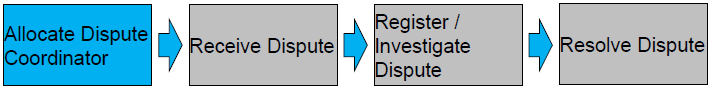 Allocate Dispute
Coordinator
Receive Dispute
Register /
Investigate
Dispute
Resolve Dispute